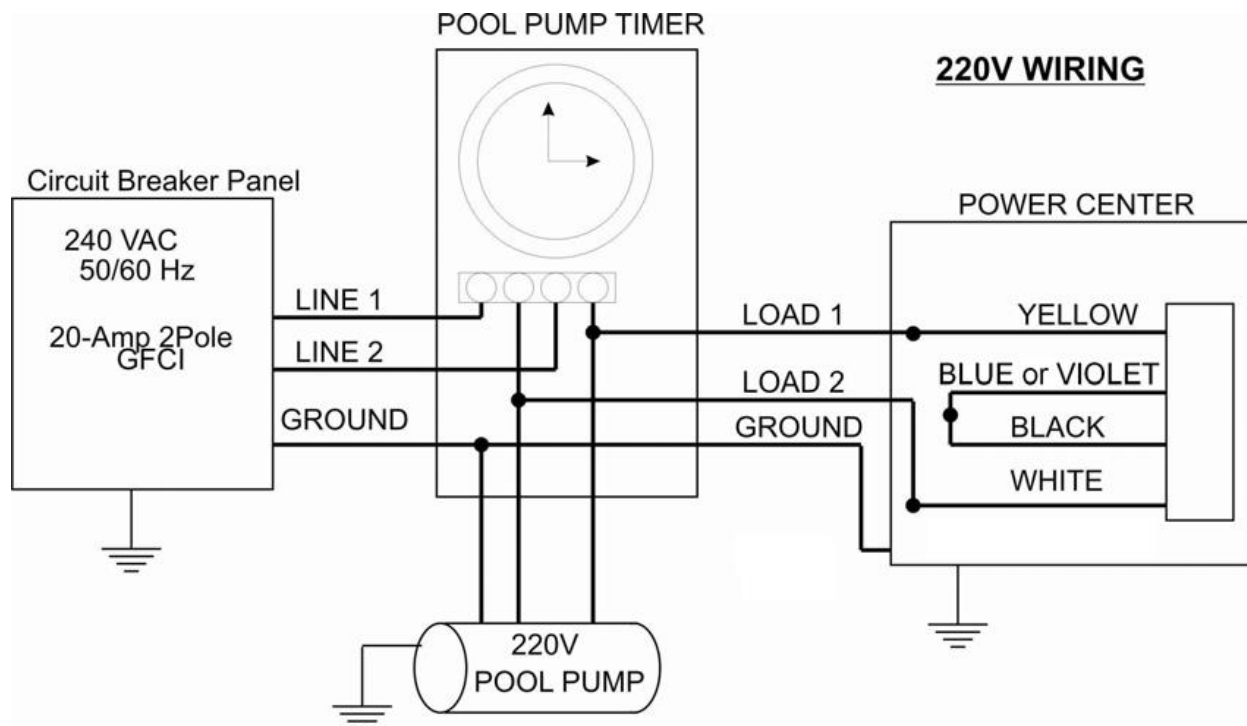 POOL PUMP TIMER
220V WIRING
Circuit Breaker Panel
240 VAC
50/60 Hz
20-Amp 2Pole
GFCI
LINE 1
LINE 2
GROUND
LOAD 1
LOAD 2
GROUND
POWER CENTER
YELLOW
BLUE or VIOLET
BLACK
WHITE
220V
POOL PUMP